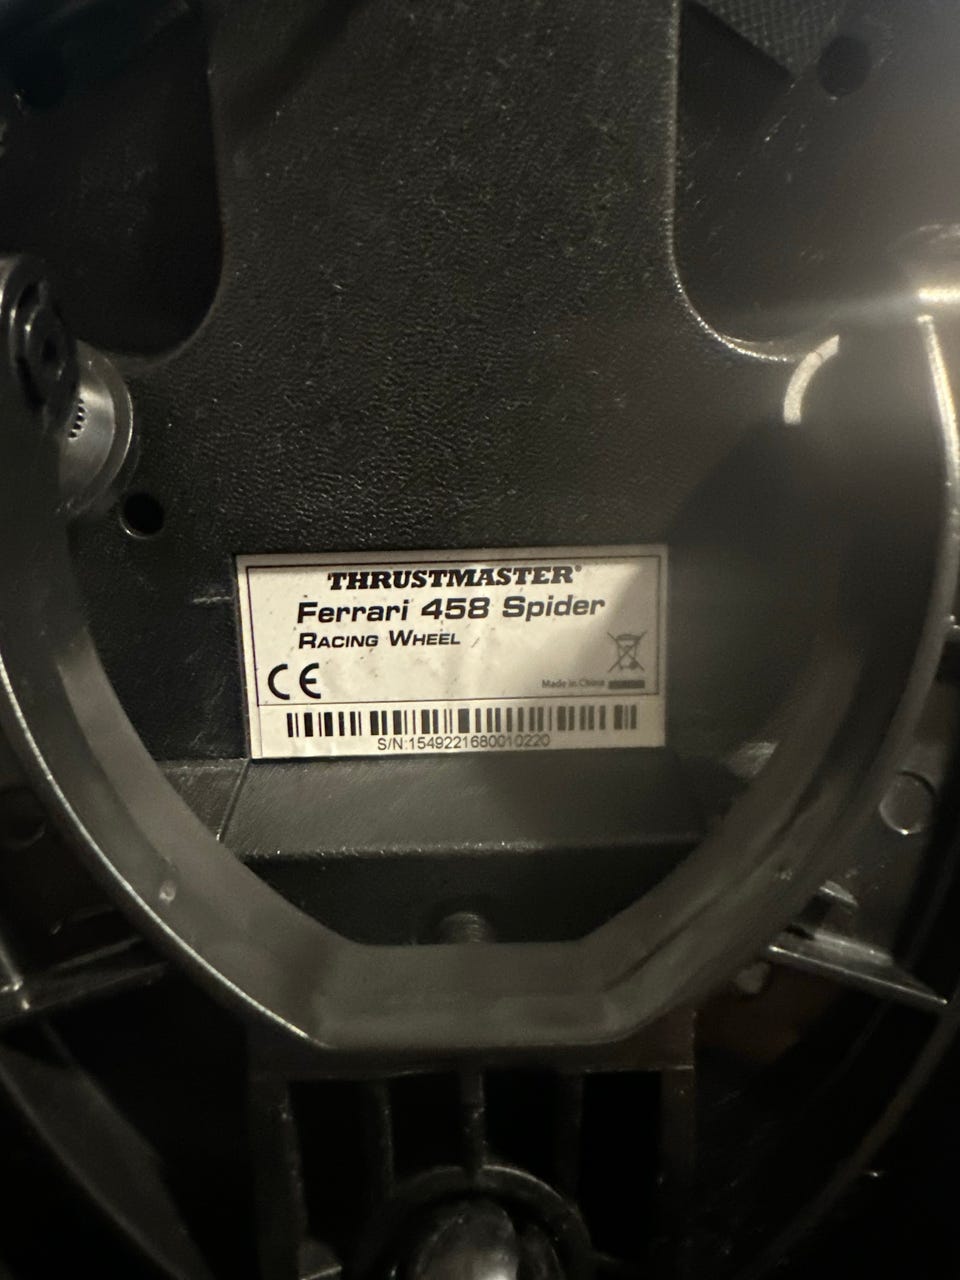 THRUSTMASTER®
Ferrari 458 Spider
RACING WHEEL
CE
Made in China
S/N:1549221680010220